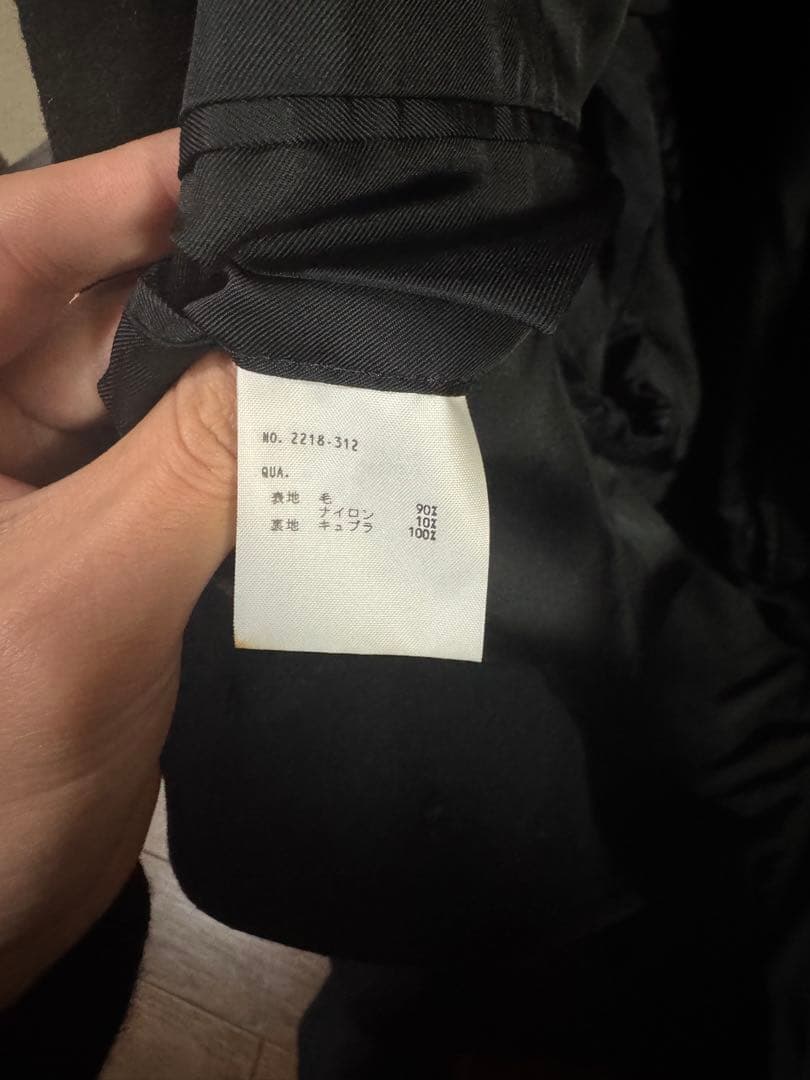 NO. 2218-312
QUA.
表地 毛 90%
ナイロン 10%
裏地 キュプラ 100%